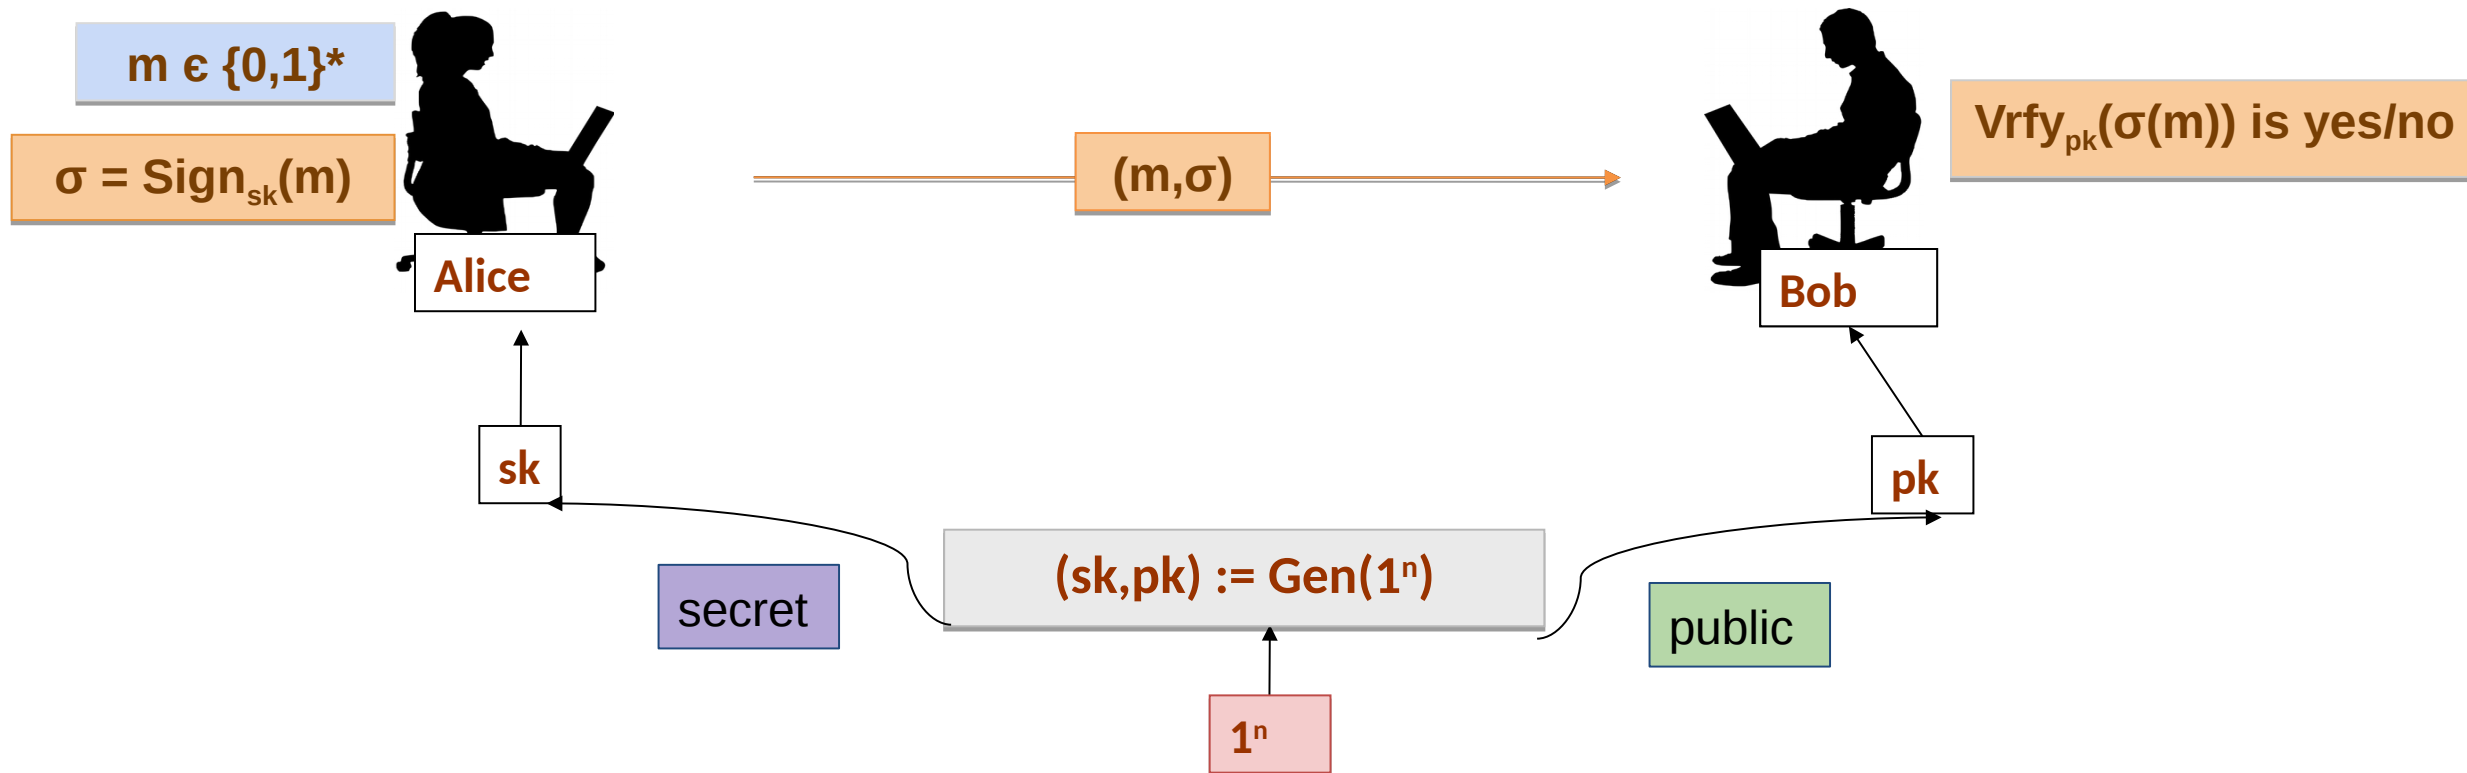 m є {0,1}*
σ = Signsk(m)
(m,σ)
Vrfypk(σ(m)) is yes/no
Alice
Bob
sk
pk
(sk,pk) := Gen(1ⁿ)
secret
public
1ⁿ